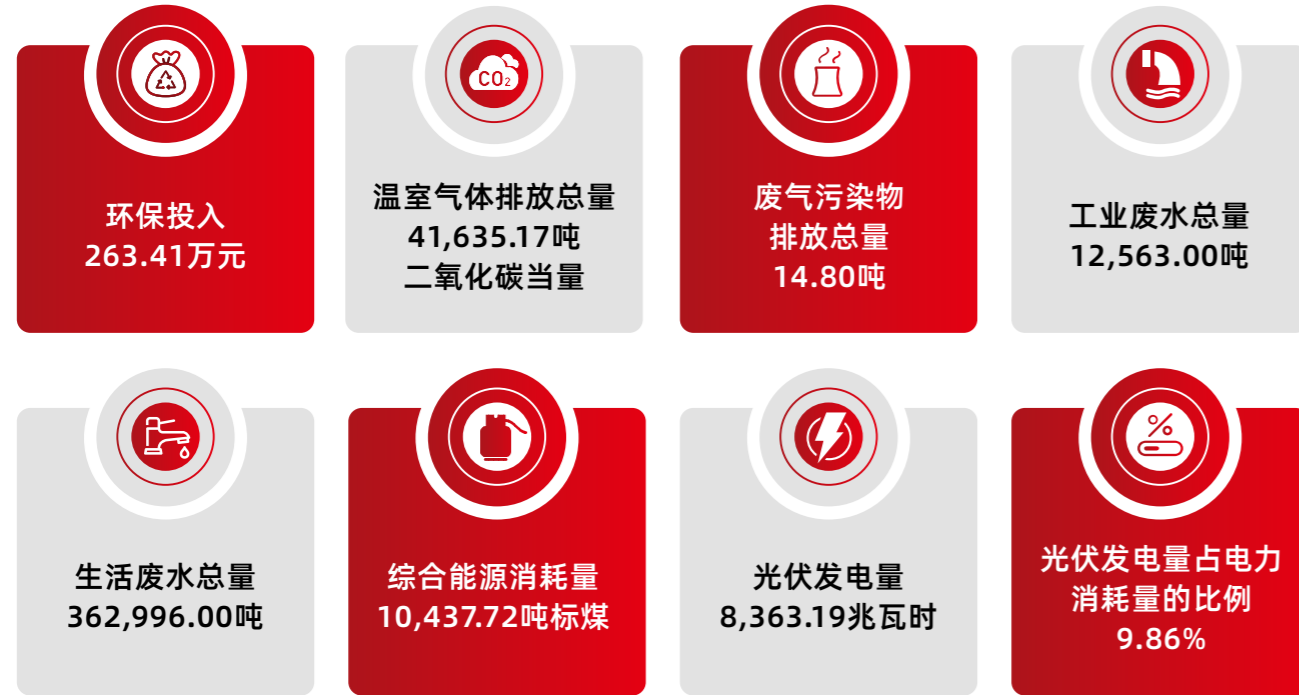 CO₂
环保投入
263.41万元
温室气体排放总量
41,635.17吨
二氧化碳当量
废气污染物
排放总量
14.80吨
工业废水总量
12,563.00吨
%
生活废水总量
362,996.00吨
综合能源消耗量
10,437.72吨标煤
光伏发电量
8,363.19兆瓦时
光伏发电量占电力
消耗量的比例
9.86%